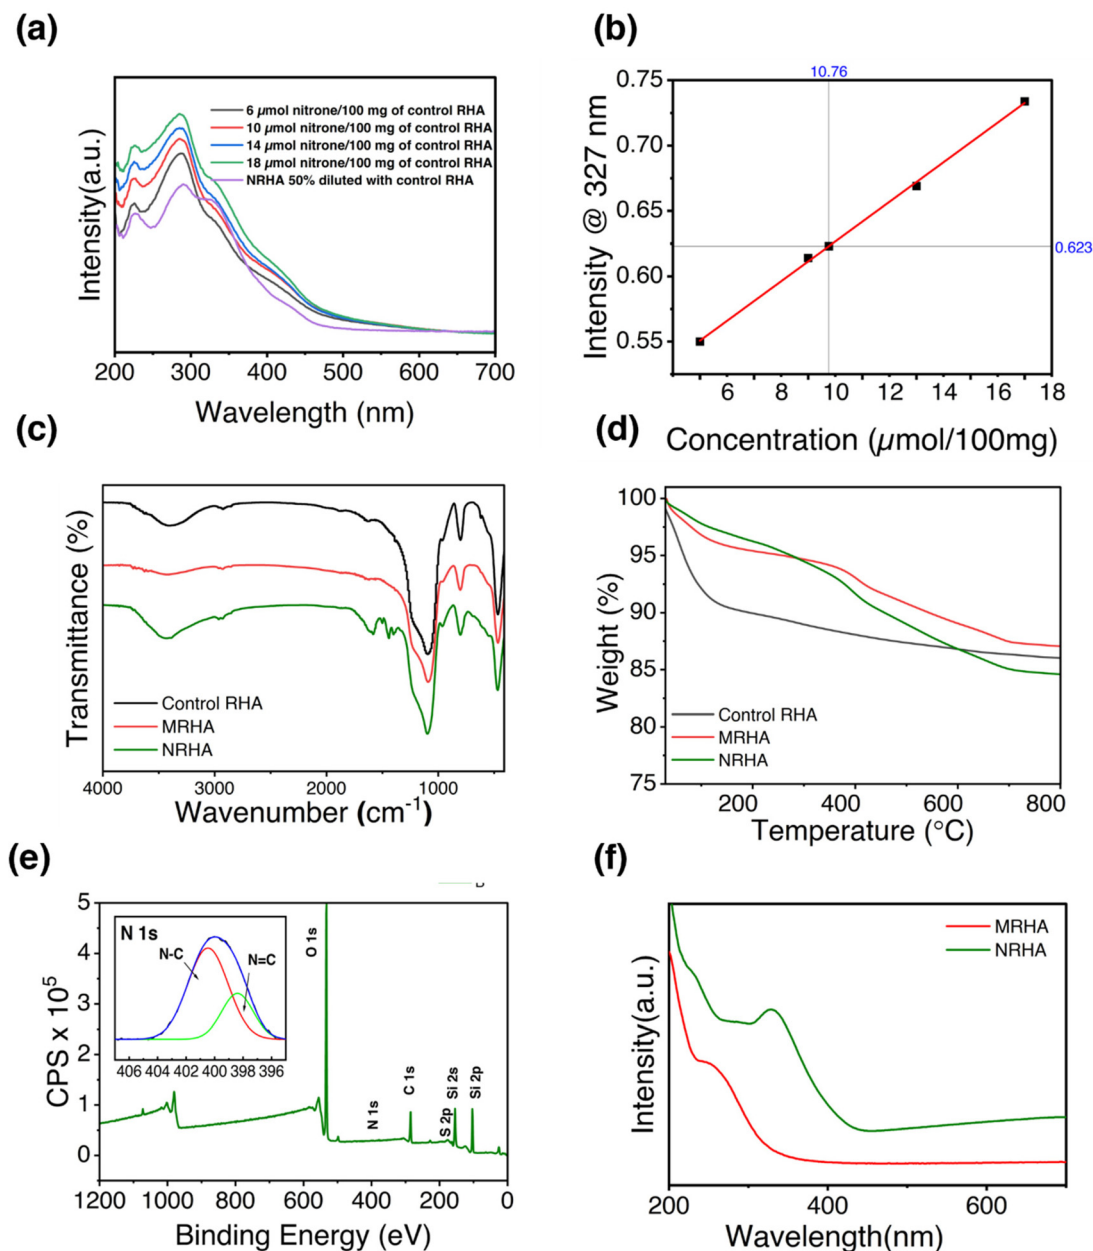 (a)
Intensity(a.u.)
6 µmol nitrone/100 mg of control RHA
10 µmol nitrone/100 mg of control RHA
14 µmol nitrone/100 mg of control RHA
18 µmol nitrone/100 mg of control RHA
NRHA 50% diluted with control RHA
200 300 400 500 600 700
Wavelength (nm)
(b)
10.76
Intensity @ 327 nm
0.75
0.70
0.65
0.60
0.55
0.623
6 8 10 12 14 16 18
Concentration (µmol/100mg)
(c)
Transmittance (%)
Control RHA
MRHA
NRHA
4000 3000 2000 1000
Wavenumber (cm-1)
(d)
Weight (%)
100
95
90
85
80
75
Control RHA
MRHA
NRHA
200 400 600 800
Temperature (°C)
(e)
CPS x 10⁵
5
4
3
2
1
0
N 1s
N-C
N=C
406 404 402 400 398 396
O 1s
N 1s
C 1s
S 2p
Si 2s
Si 2p
1200 1000 800 600 400 200 0
Binding Energy (eV)
(f)
Intensity(a.u.)
MRHA
NRHA
200 400 600
Wavelength(nm)